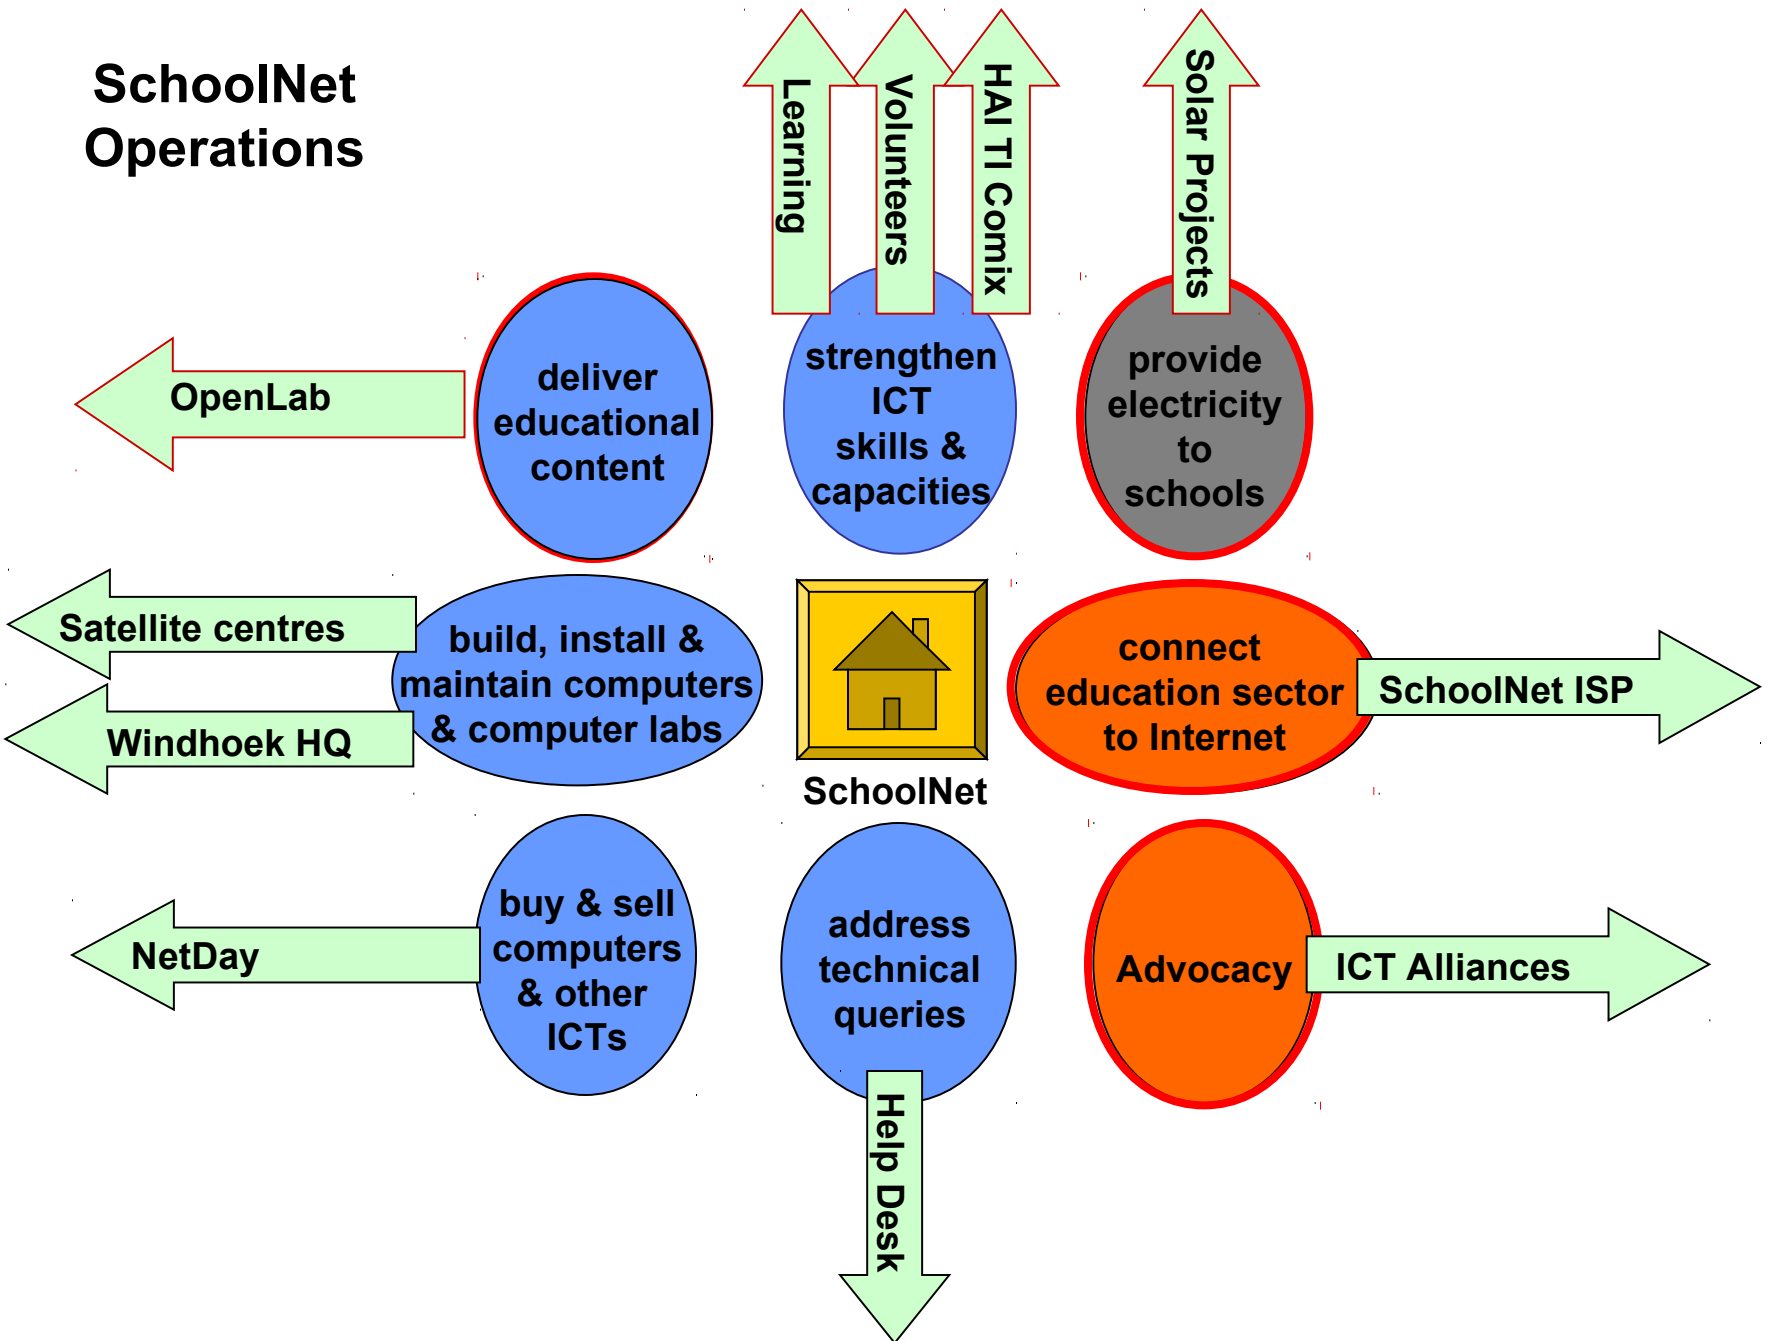 SchoolNet
Operations
Learning
Volunteers
HAI TI Comix
Solar Projects
OpenLab
deliver
educational
content
strengthen
ICT
skills &
capacities
provide
electricity
to
schools
Satellite centres
Windhoek HQ
build, install &
maintain computers
& computer labs
SchoolNet
connect
education sector
to Internet
SchoolNet ISP
NetDay
buy & sell
computers
& other
ICTs
address
technical
queries
Advocacy
ICT Alliances
Help Desk